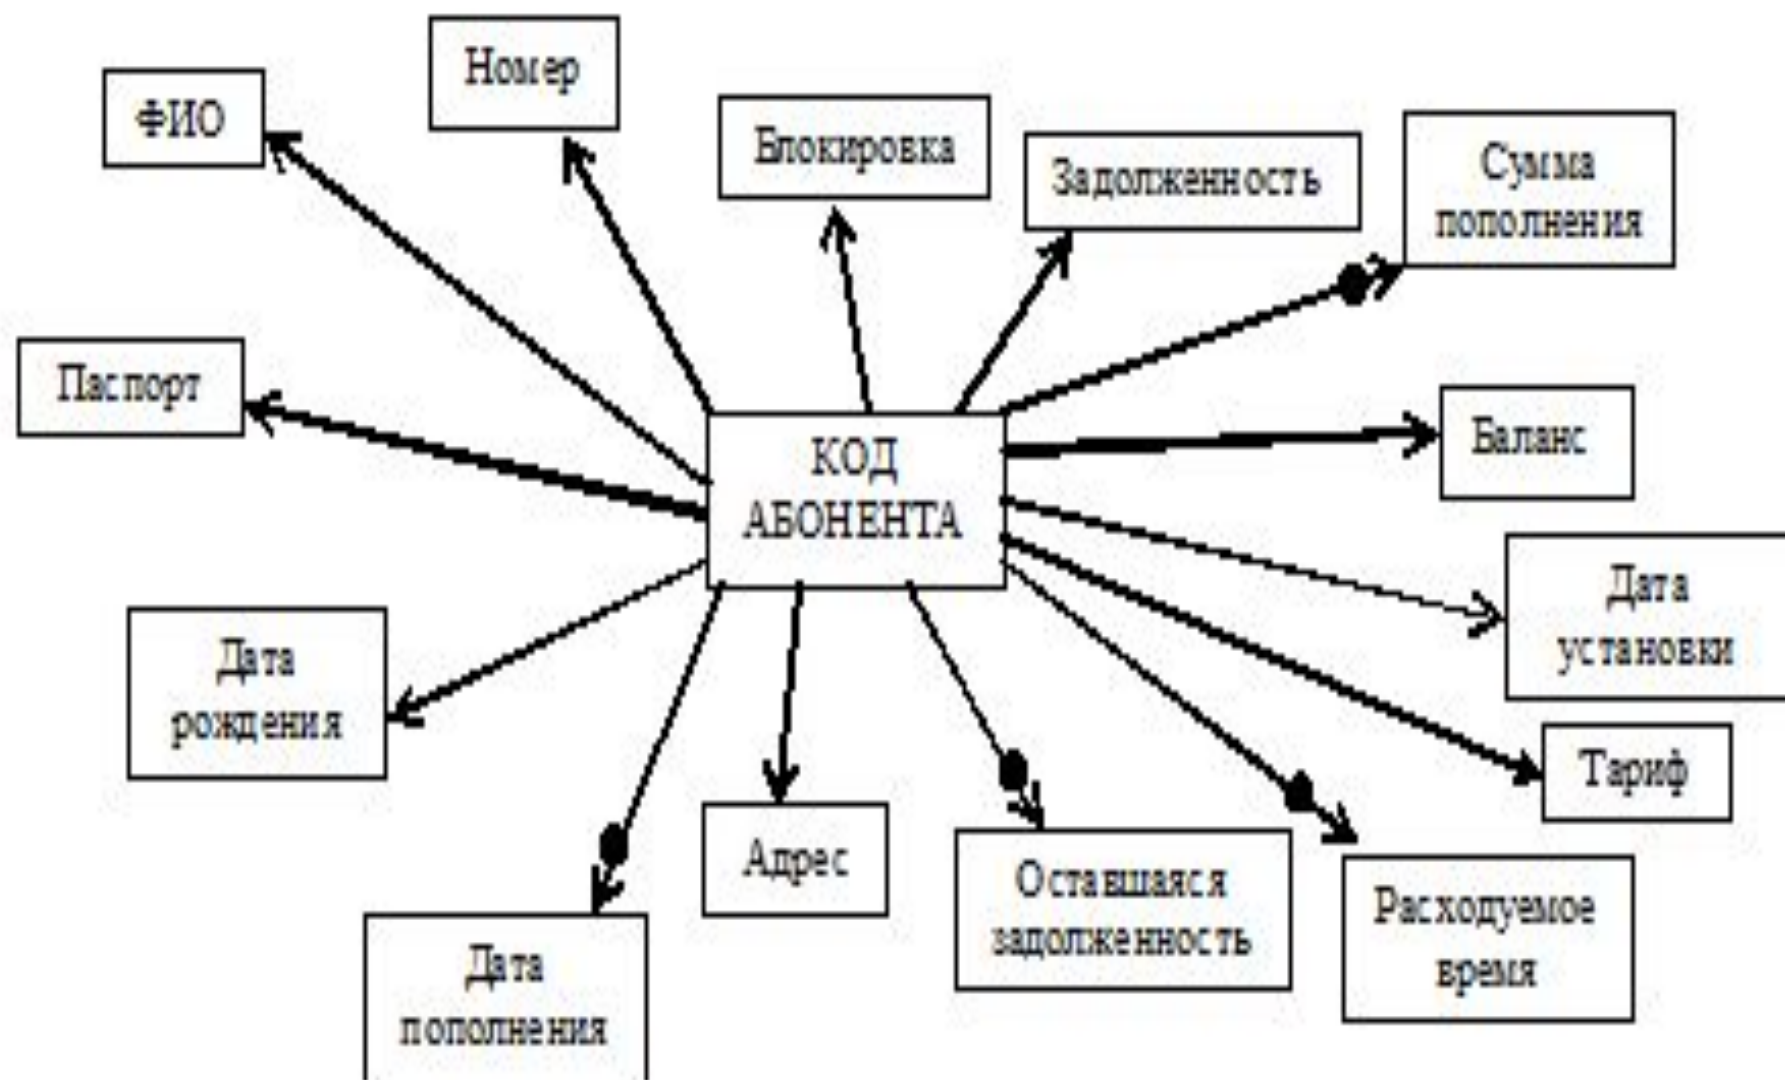 Номер
ФИО
Блокировка
Задолженность
Сумма
пополнения
Паспорт
Баланс
КОД
АБОНЕНТА
Дата
установки
Дата
рождения
Тариф
Адрес
Оставшаяся
задолженность
Расходуемое
время
Дата
пополнения